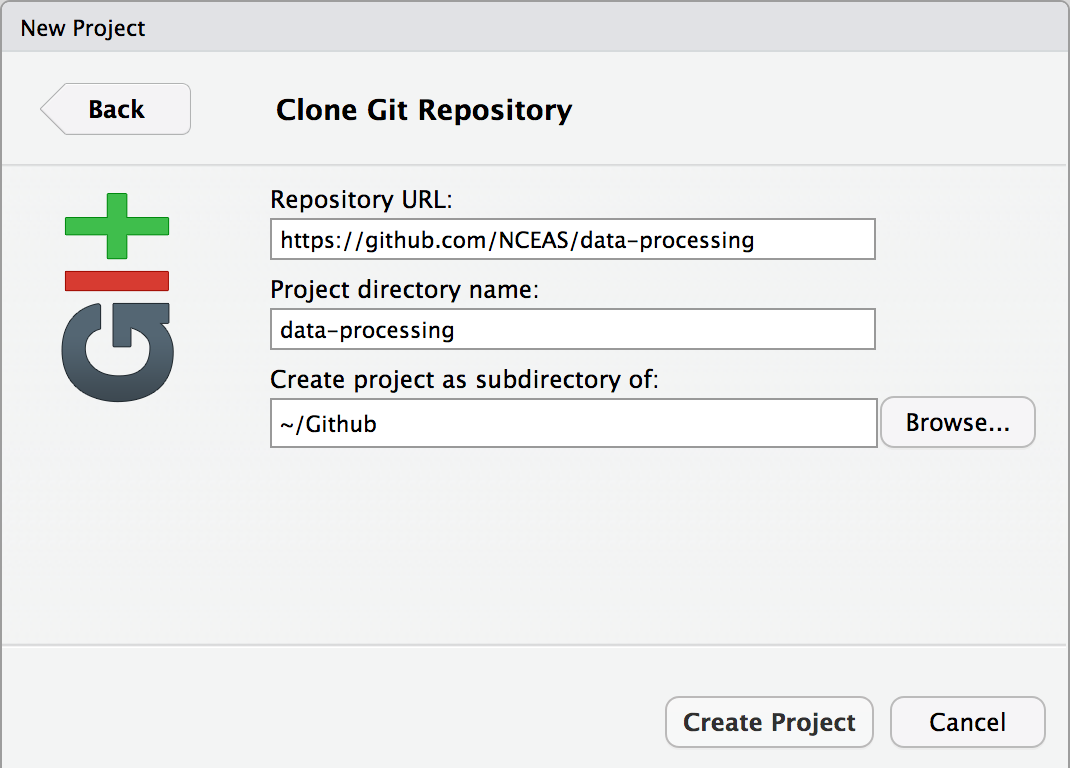 New Project
Back
Clone Git Repository
GIT
Repository URL:
https://github.com/NCEAS/data-processing
Project directory name:
data-processing
Create project as subdirectory of:
~/Github
Browse...
Create Project
Cancel